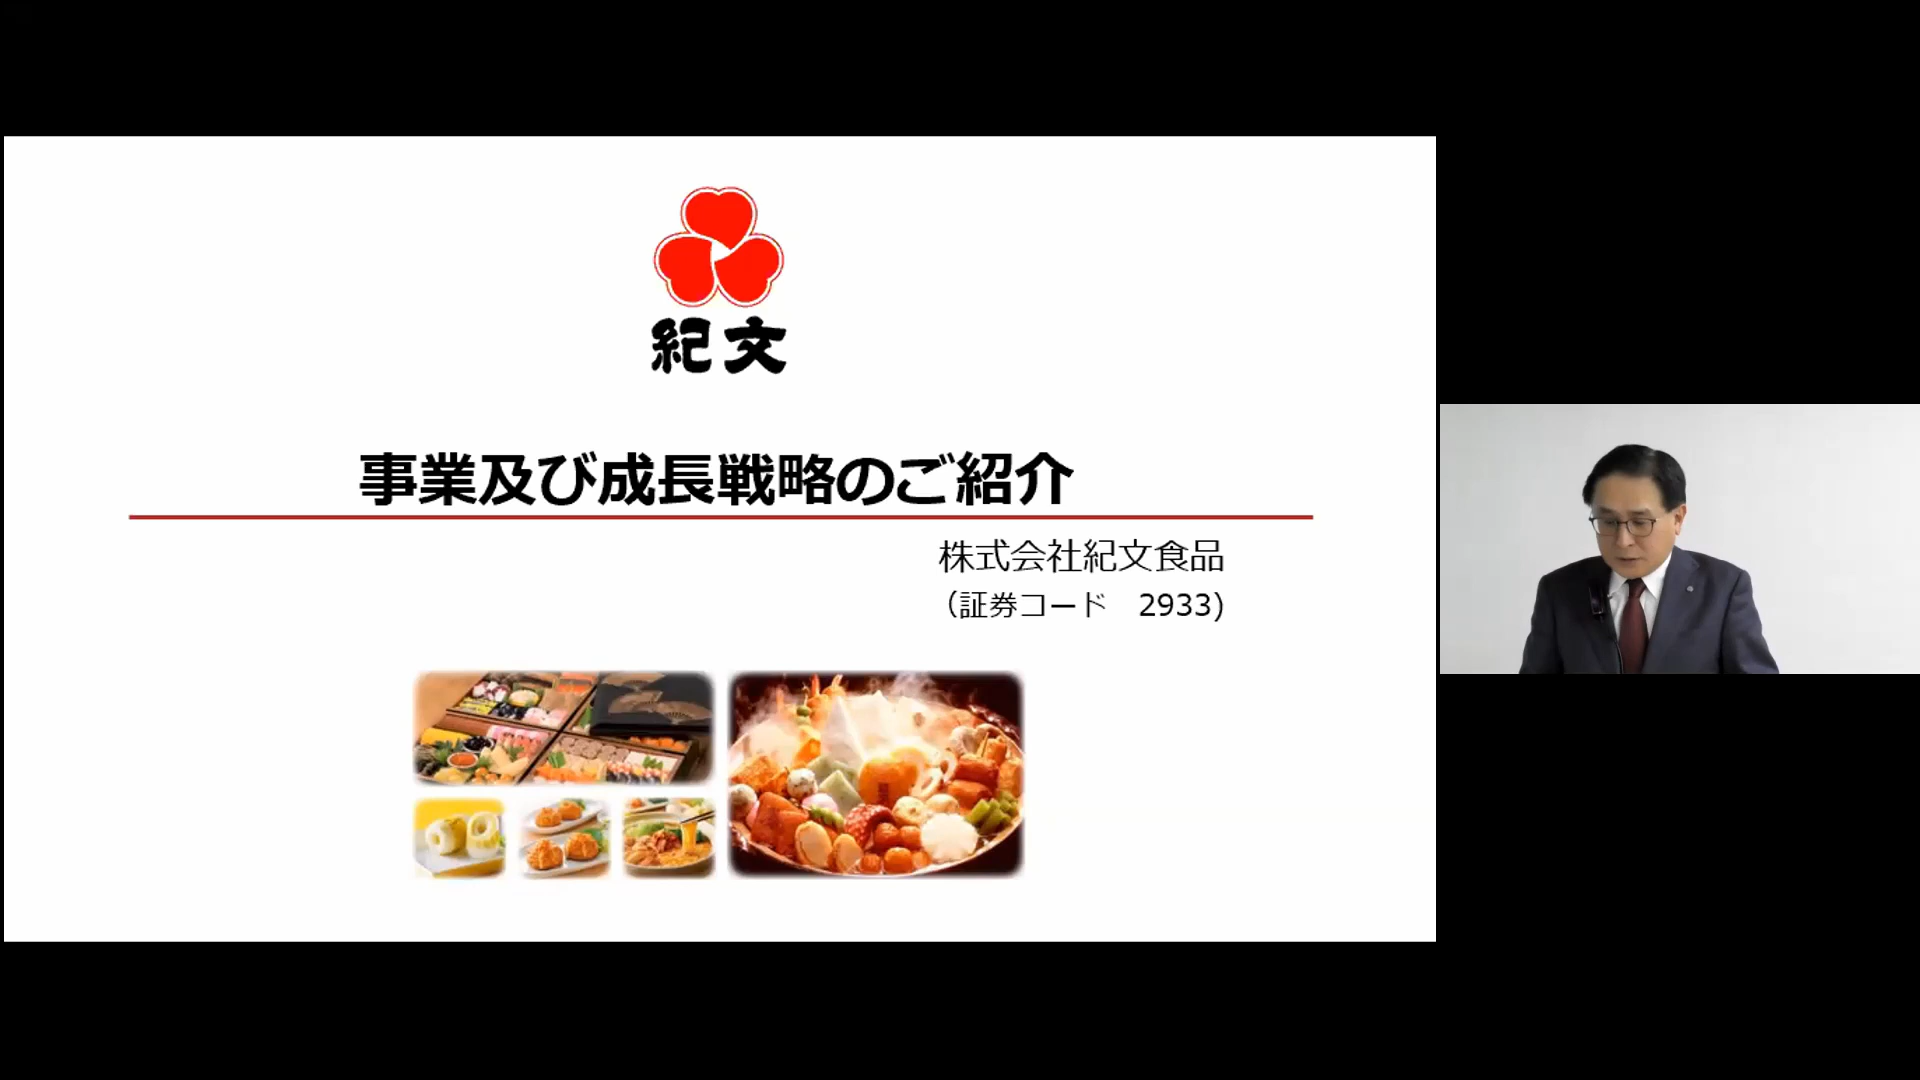 紀文
事業及び成長戦略のご紹介
株式会社紀文食品
（証券コード　2933)